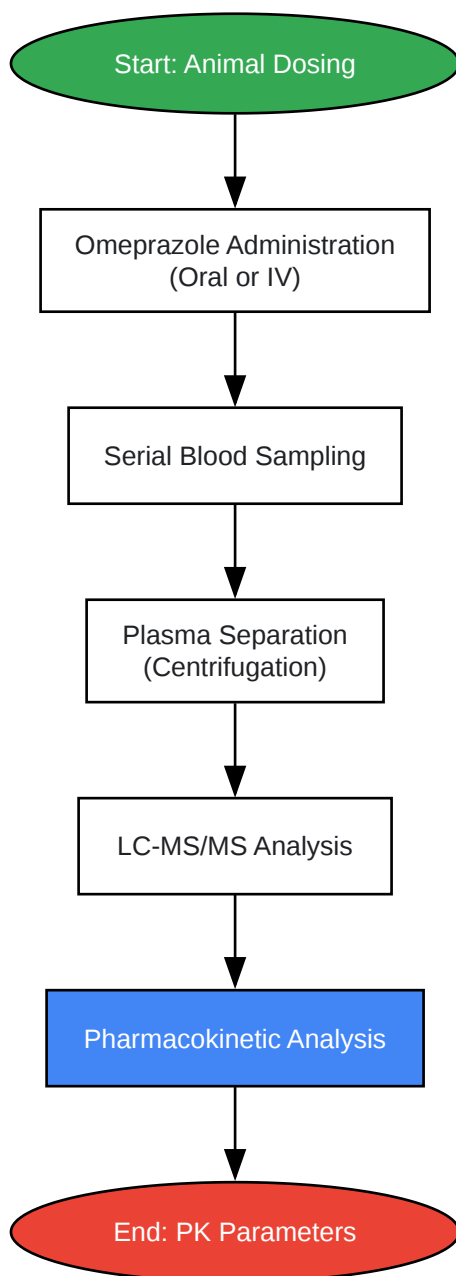 Start: Animal Dosing
Omeprazole Administration
(Oral or IV)
Serial Blood Sampling
Plasma Separation
(Centrifugation)
LC-MS/MS Analysis
Pharmacokinetic Analysis
End: PK Parameters